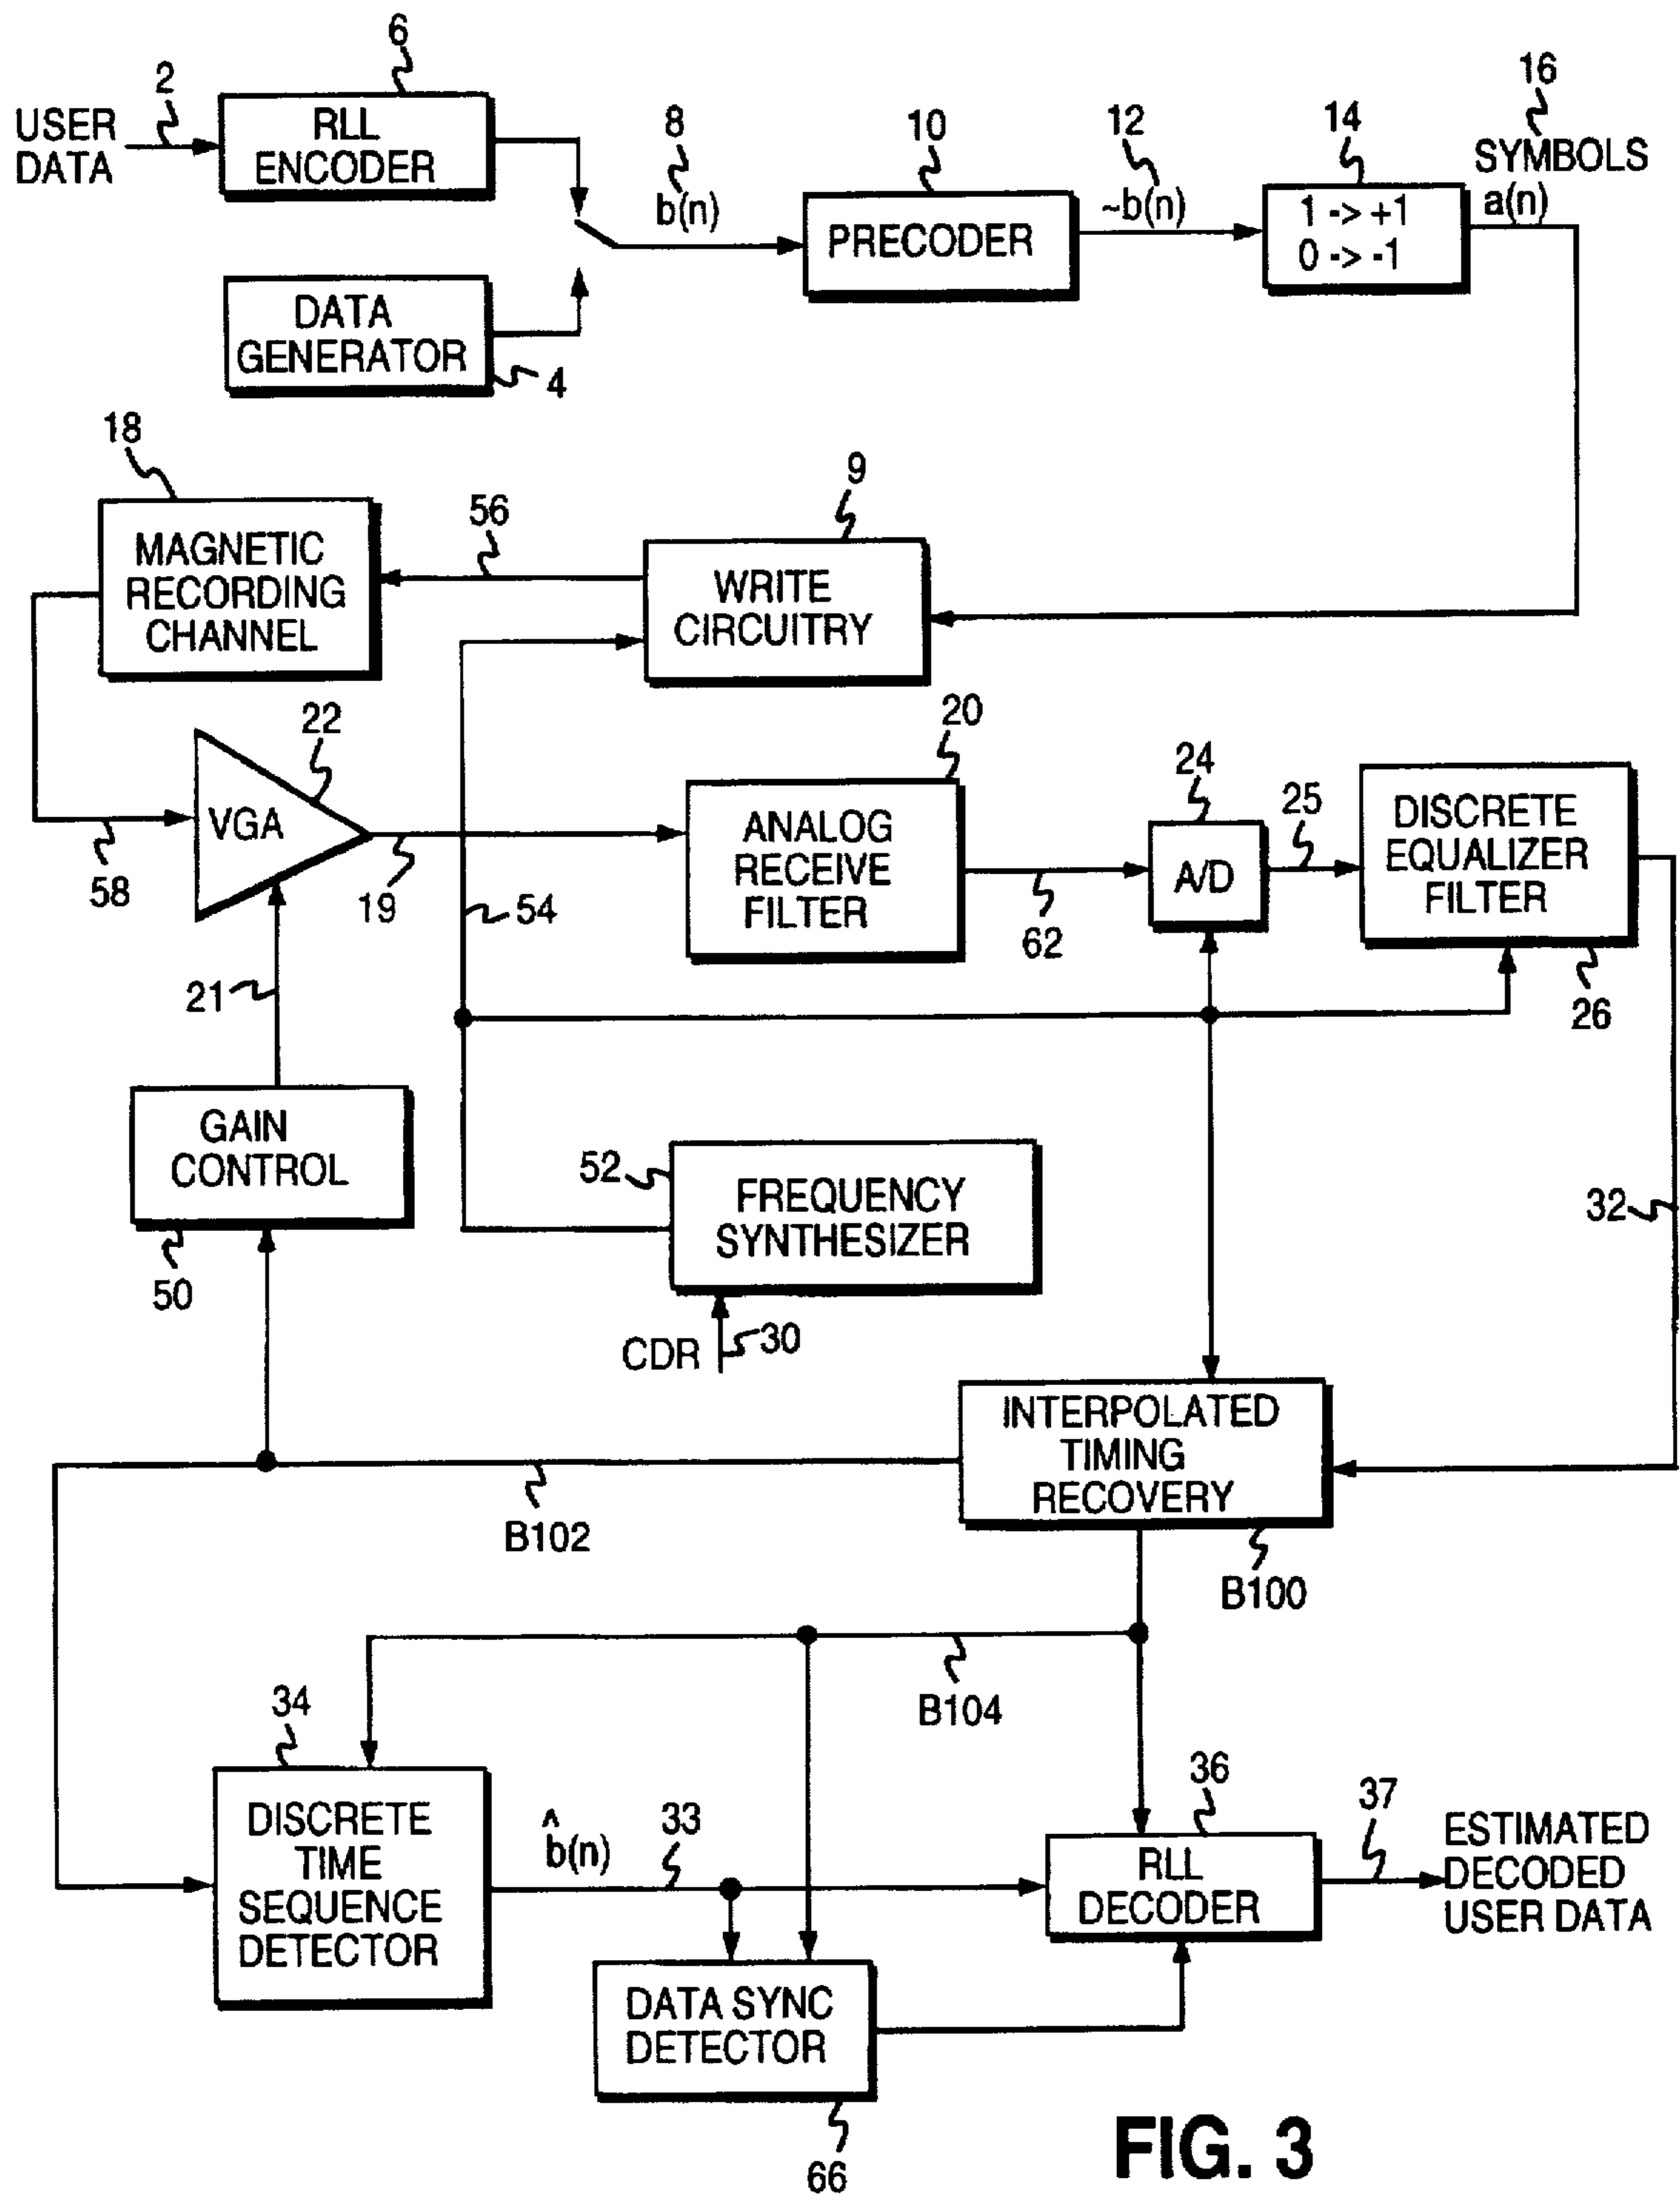 6
2
USER
DATA
RLL
ENCODER
8
b(n)
10
PRECODER
12
~b(n)
14
1 -> +1
0 -> -1
16
SYMBOLS
a(n)
DATA
GENERATOR
4
18
MAGNETIC
RECORDING
CHANNEL
56
9
WRITE
CIRCUITRY
22
VGA
58
19
54
20
ANALOG
RECEIVE
FILTER
62
24
A/D
25
DISCRETE
EQUALIZER
FILTER
26
21
GAIN
CONTROL
50
52
FREQUENCY
SYNTHESIZER
CDR
30
32
INTERPOLATED
TIMING
RECOVERY
B102
B100
B104
34
DISCRETE
TIME
SEQUENCE
DETECTOR
b̂(n)
33
36
RLL
DECODER
37
ESTIMATED
DECODED
USER DATA
DATA SYNC
DETECTOR
66
FIG. 3